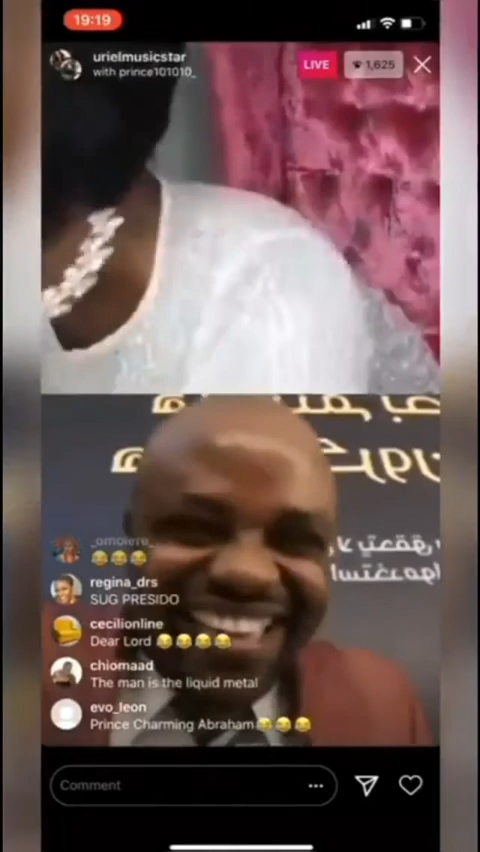 19:19
urielmusicstar
with prince101010_
LIVE
1,625
_omolere_
😂😂😂
regina_drs
SUG PRESIDO
cecilionline
Dear Lord 😂😂😂😂
chiomaad
The man is the liquid metal
evo_leon
Prince Charming Abraham😂😂😂
Comment